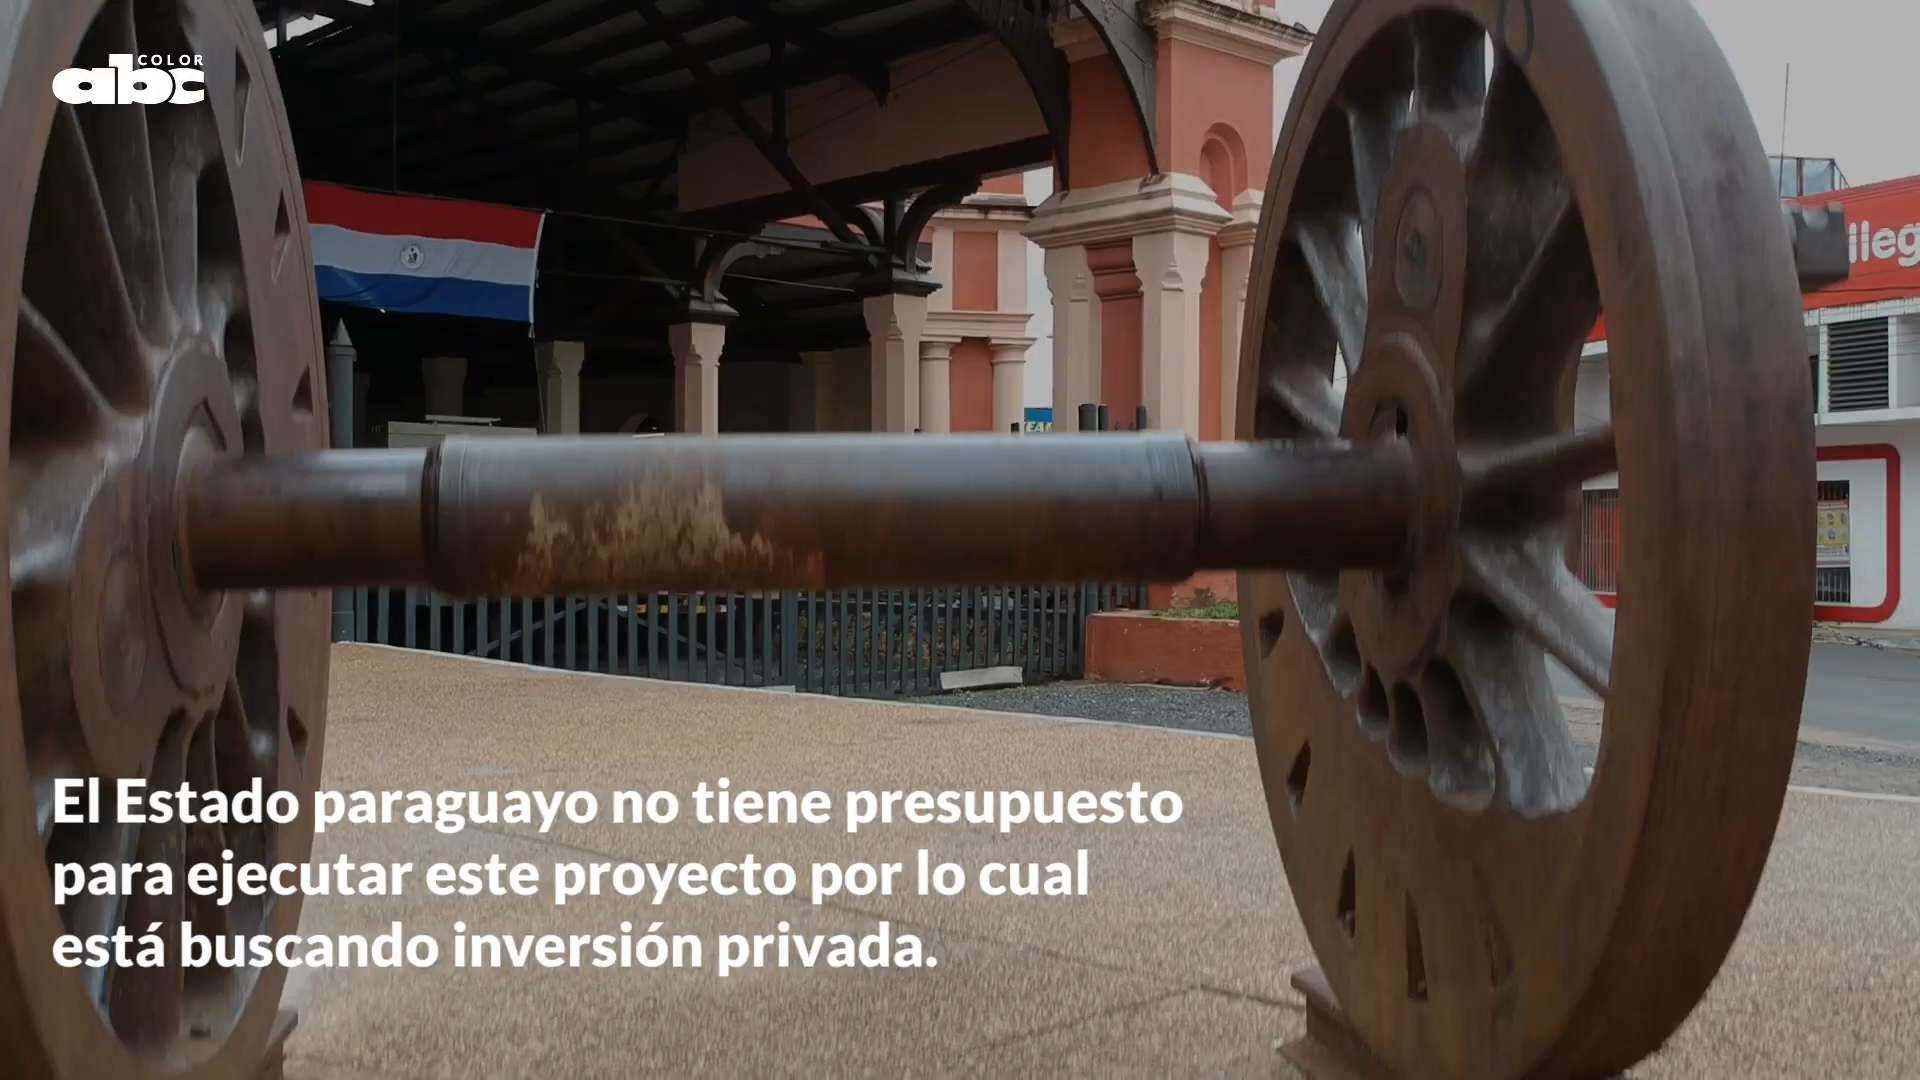 COLOR
abc
lleg
El Estado paraguayo no tiene presupuesto
para ejecutar este proyecto por lo cual
está buscando inversión privada.